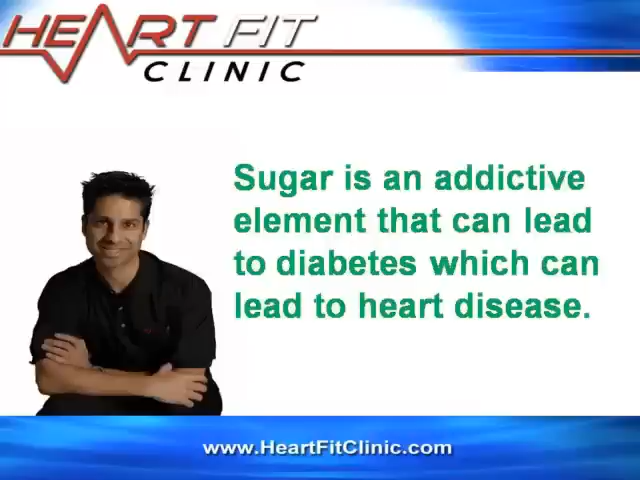 HEART FIT
CLINIC
Sugar is an addictive
element that can lead
to diabetes which can
lead to heart disease.
www.HeartFitClinic.com